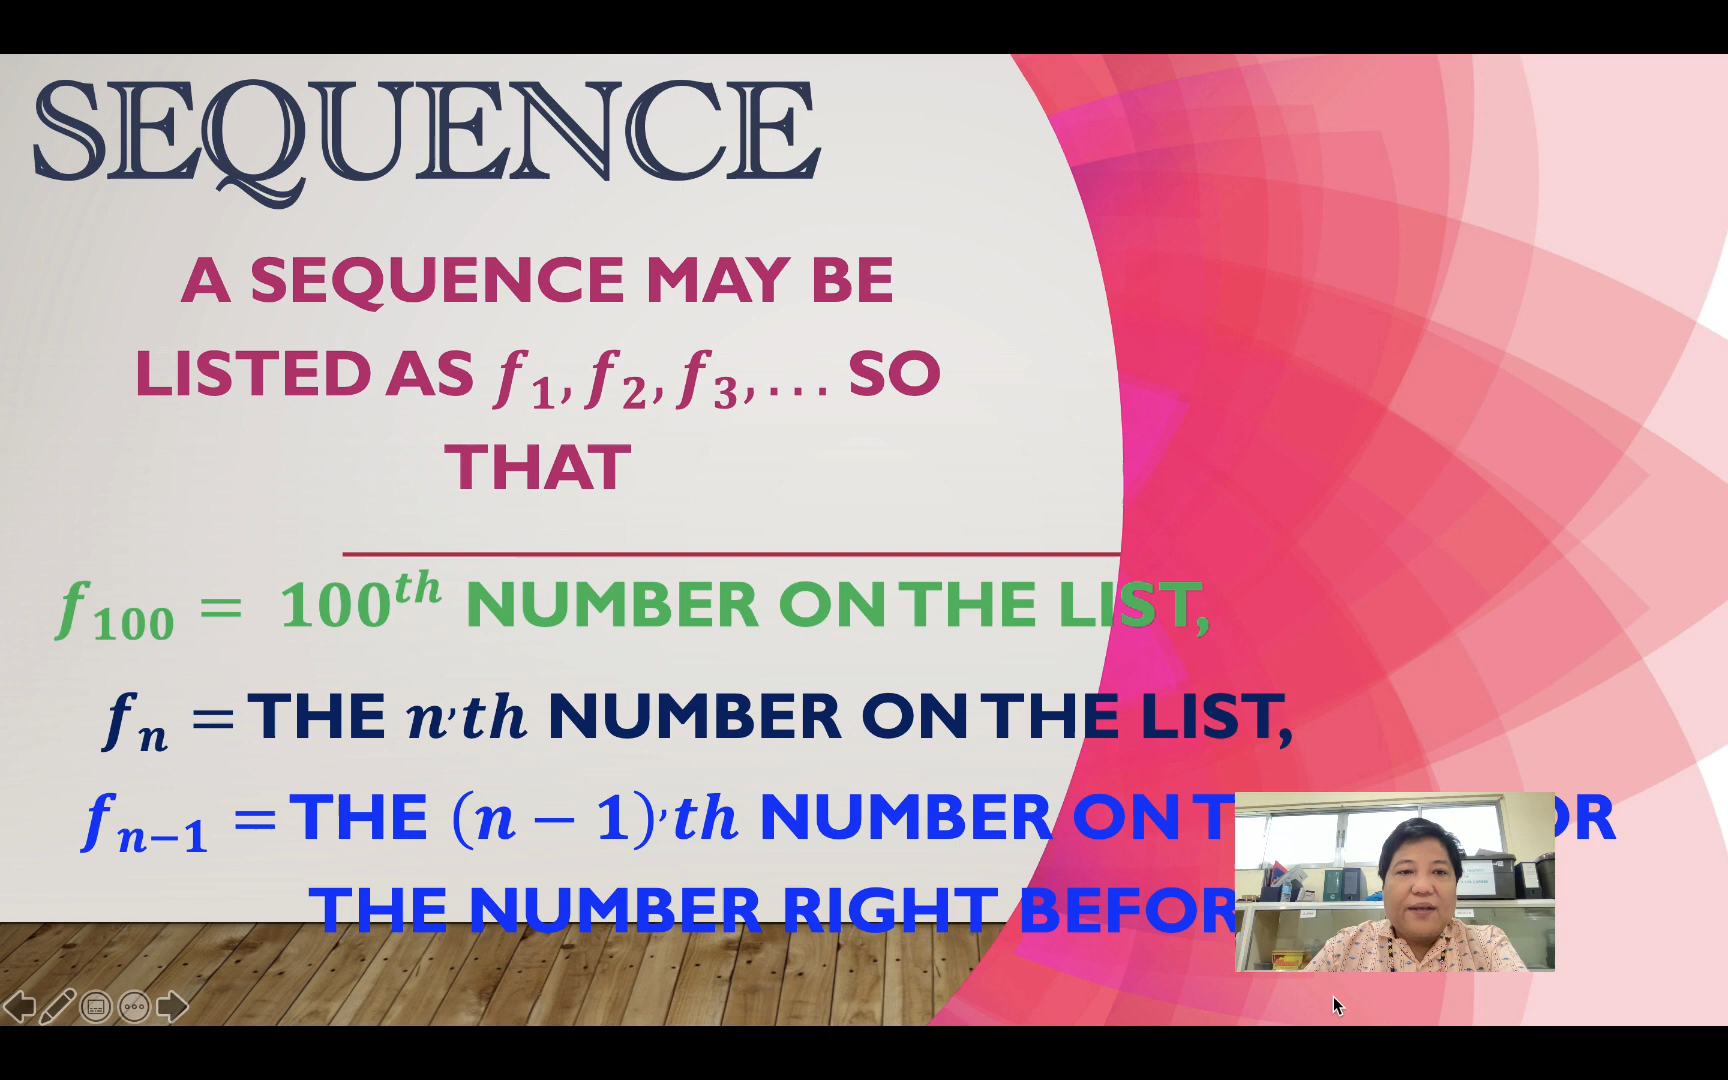 SEQUENCE
A SEQUENCE MAY BE
LISTED AS f₁, f₂, f₃, . . . SO
THAT
f₁₀₀ = 100ᵗʰ NUMBER ON THE LIST,
fₙ = THE n'th NUMBER ON THE LIST,
fₙ₋₁ = THE (n − 1)'th NUMBER ON
THE NUMBER RIGHT